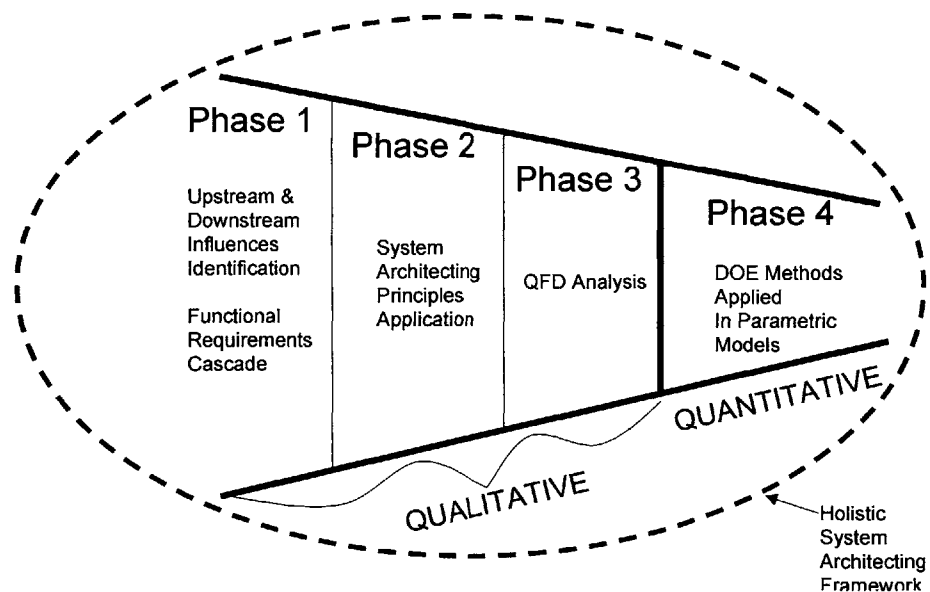 Phase 1
Upstream &
Downstream
Influences
Identification
Functional
Requirements
Cascade
Phase 2
System
Architecting
Principles
Application
Phase 3
QFD Analysis
Phase 4
DOE Methods
Applied
In Parametric
Models
QUALITATIVE
QUANTITATIVE
Holistic
System
Architecting
Framework